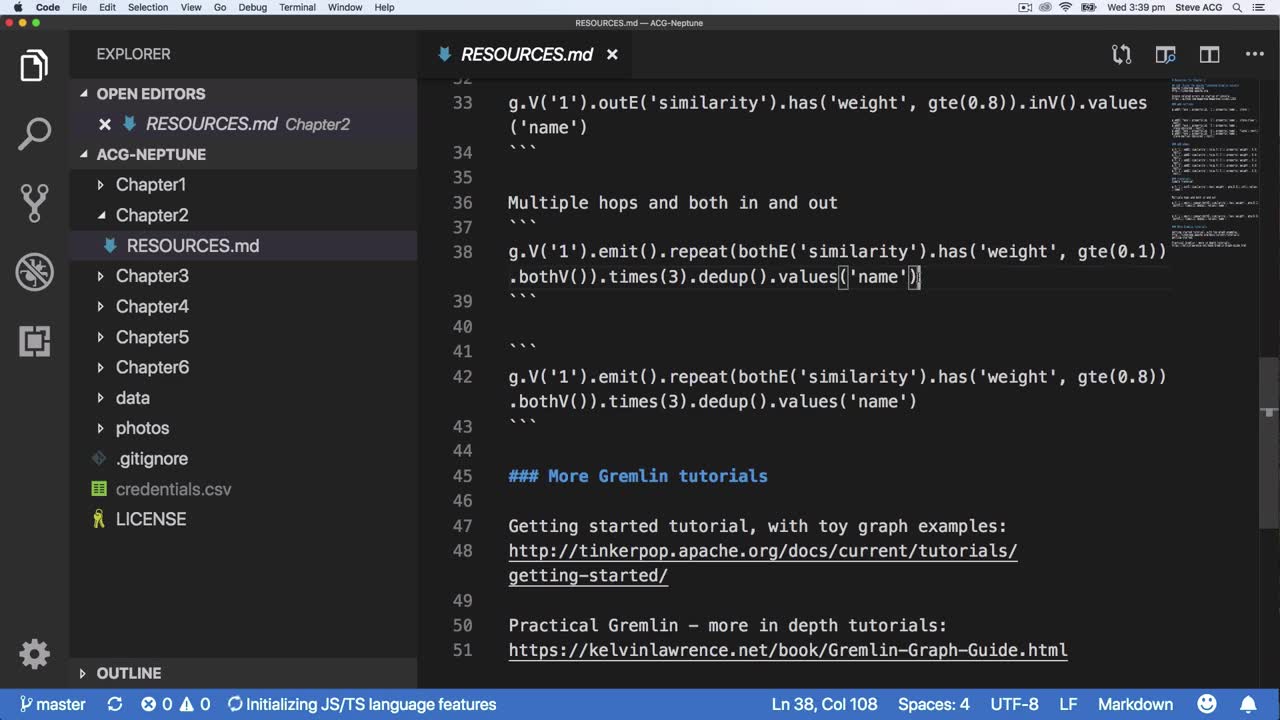 Code File Edit Selection View Go Debug Terminal Window Help Wed 3:39 pm Steve ACG
RESOURCES.md — ACG-Neptune
EXPLORER
OPEN EDITORS
RESOURCES.md Chapter2
ACG-NEPTUNE
Chapter1
Chapter2
RESOURCES.md
Chapter3
Chapter4
Chapter5
Chapter6
data
photos
.gitignore
credentials.csv
LICENSE
OUTLINE
RESOURCES.md
32
33 g.V('1').outE('similarity').has('weight', gte(0.8)).inV().values
('name')
34 ```
35
36 Multiple hops and both in and out
37 ```
38 g.V('1').emit().repeat(bothE('similarity').has('weight', gte(0.1))
.bothV()).times(3).dedup().values('name')
39 ```
40
41 ```
42 g.V('1').emit().repeat(bothE('similarity').has('weight', gte(0.8))
.bothV()).times(3).dedup().values('name')
43 ```
44
45 ### More Gremlin tutorials
46
47 Getting started tutorial, with toy graph examples:
48 http://tinkerpop.apache.org/docs/current/tutorials/
getting-started/
49
50 Practical Gremlin - more in depth tutorials:
51 https://kelvinlawrence.net/book/Gremlin-Graph-Guide.html
master 0 0 Initializing JS/TS language features Ln 38, Col 108 Spaces: 4 UTF-8 LF Markdown